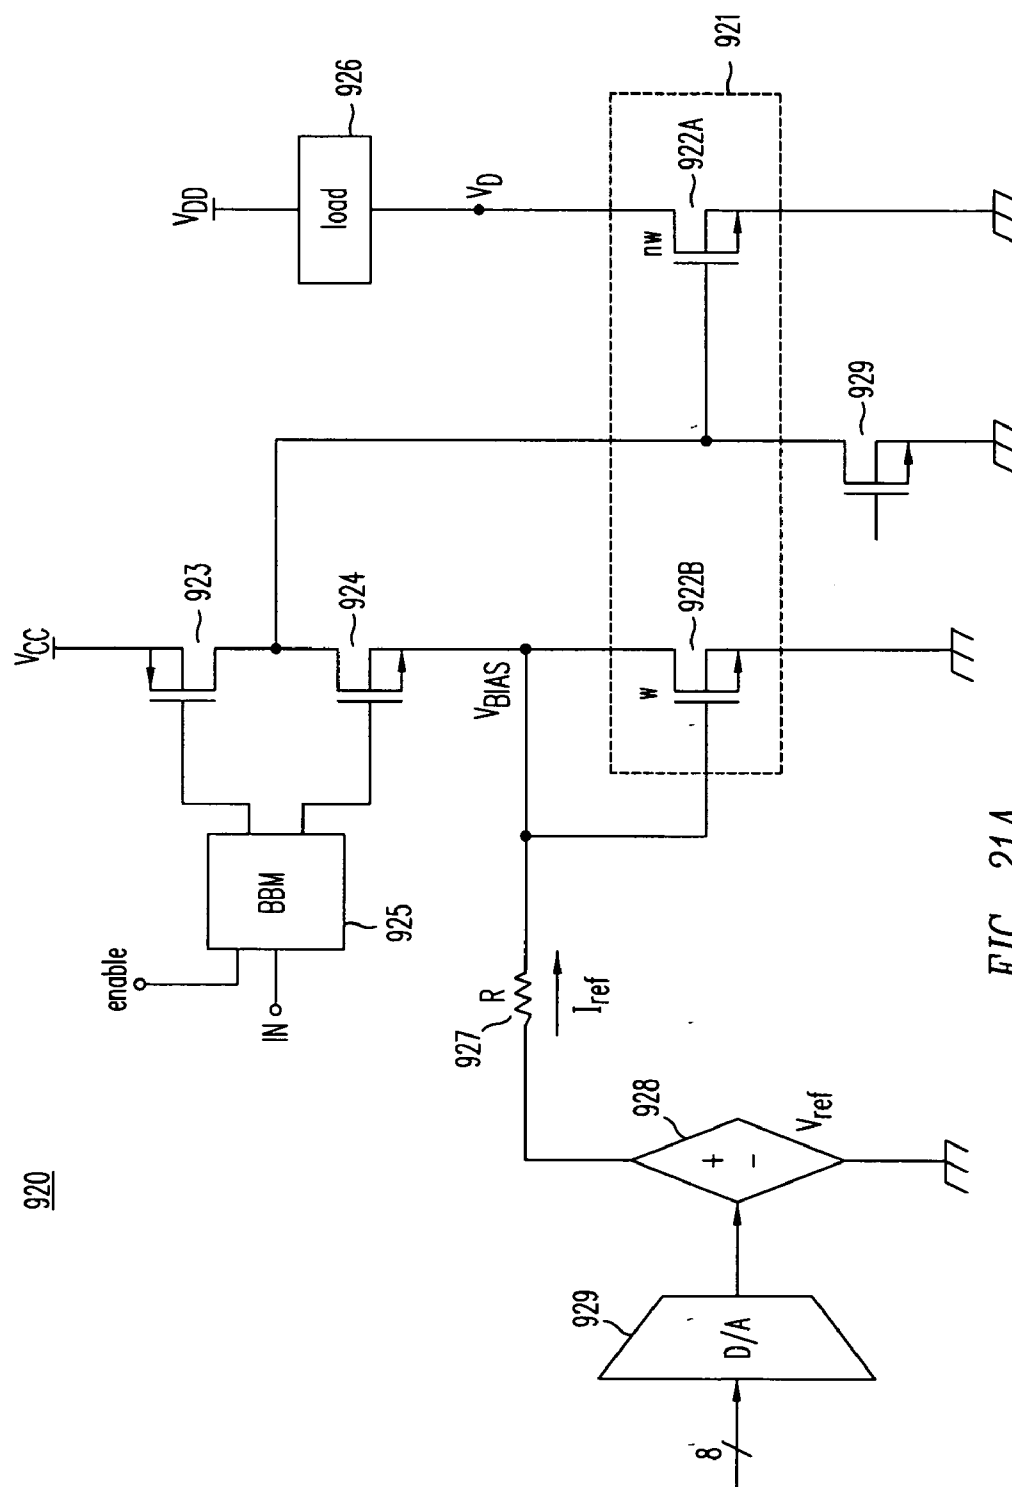 920
enable
IN
BBM
925
V_CC
923
924
V_BIAS
V_DD
load
926
V_D
921
nw
922A
w
922B
929
927
R
I_ref
928
+
-
V_ref
929
D/A
8
FIG. 21A